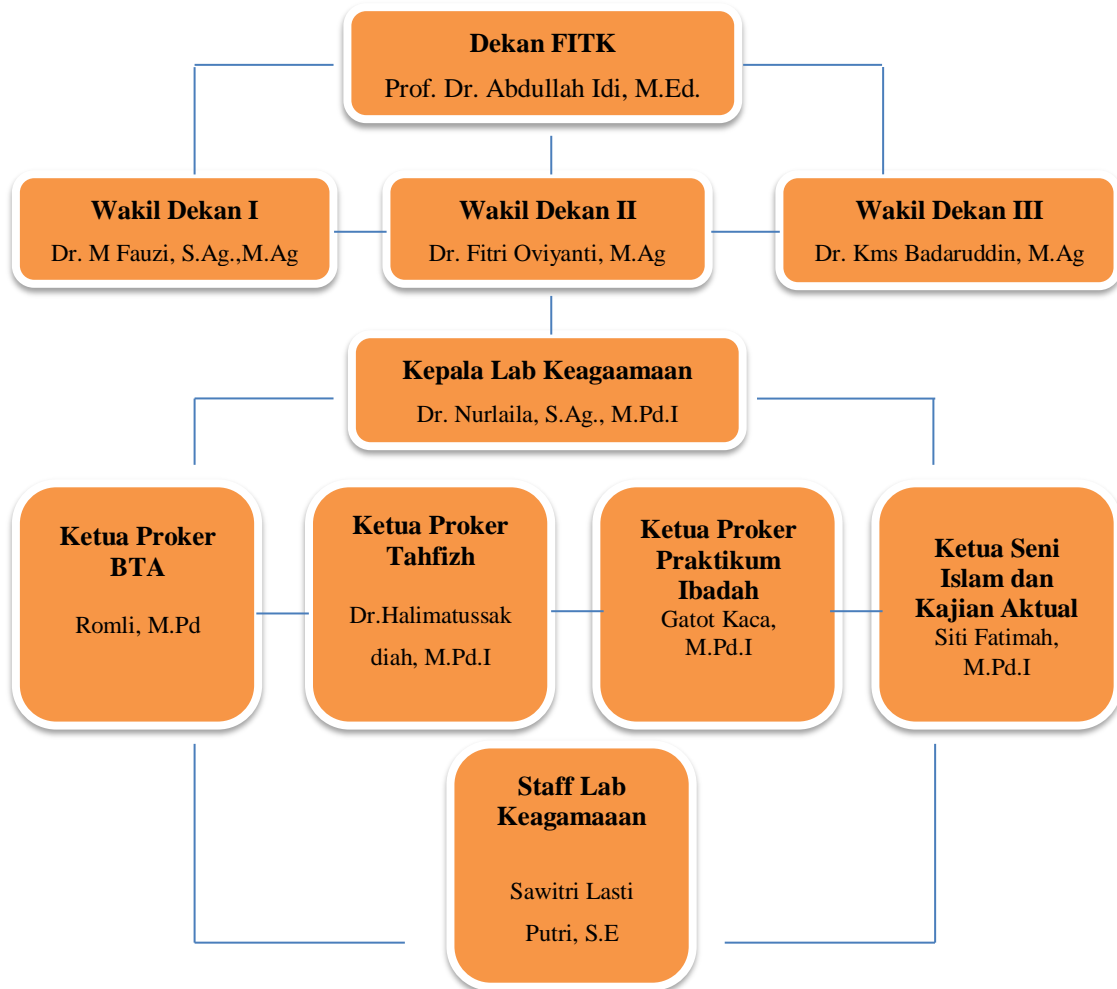 Dekan FITK
Prof. Dr. Abdullah Idi, M.Ed.
Wakil Dekan I
Dr. M Fauzi, S.Ag.,M.Ag
Wakil Dekan II
Dr. Fitri Oviyanti, M.Ag
Wakil Dekan III
Dr. Kms Badaruddin, M.Ag
Kepala Lab Keagaamaan
Dr. Nurlaila, S.Ag., M.Pd.I
Ketua Proker
BTA
Romli, M.Pd
Ketua Proker
Tahfizh
Dr.Halimatussak
diah, M.Pd.I
Ketua Proker
Praktikum
Ibadah
Gatot Kaca,
M.Pd.I
Ketua Seni
Islam dan
Kajian Aktual
Siti Fatimah,
M.Pd.I
Staff Lab
Keagamaaan
Sawitri Lasti
Putri, S.E